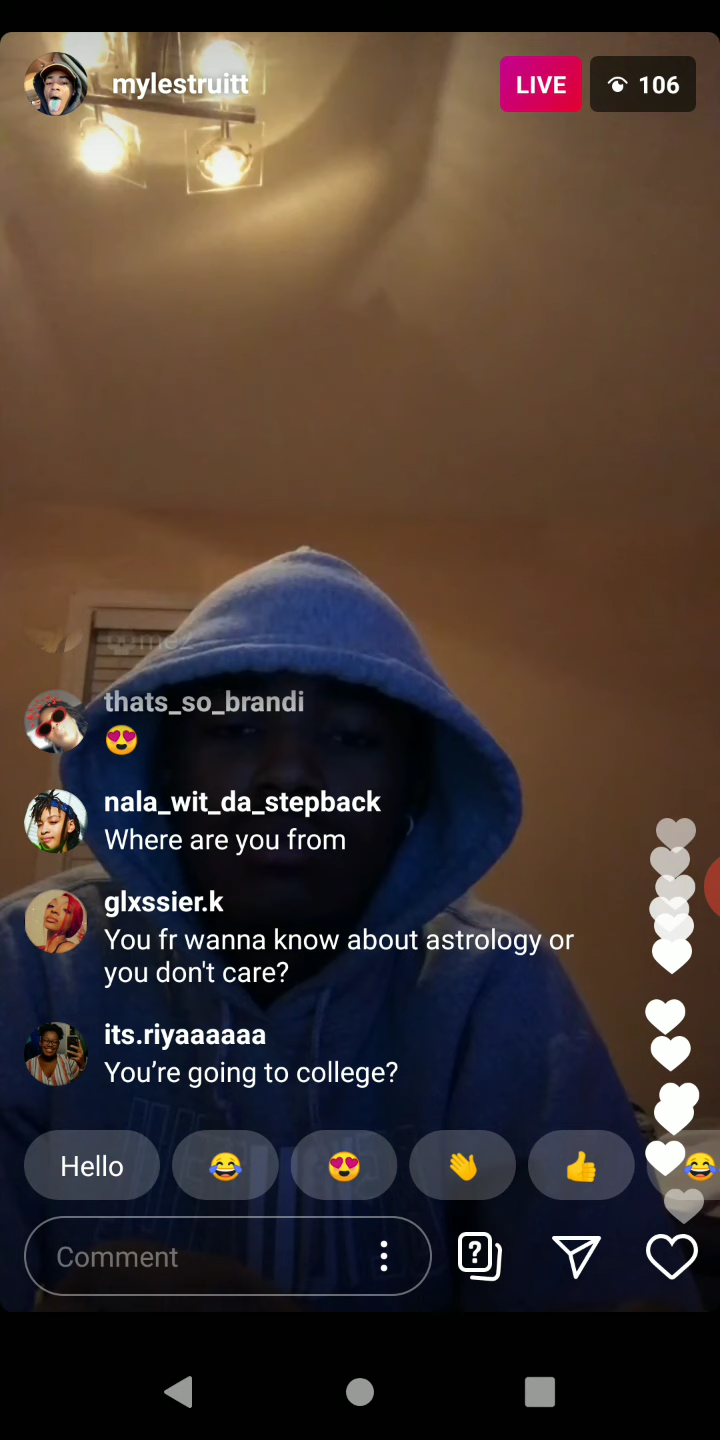 mylestruitt
LIVE
106
thats_so_brandi
😍
nala_wit_da_stepback
Where are you from
glxssier.k
You fr wanna know about astrology or
you don't care?
its.riyaaaaaa
You’re going to college?
Hello 😂 😍 👋 👍 😂
Comment